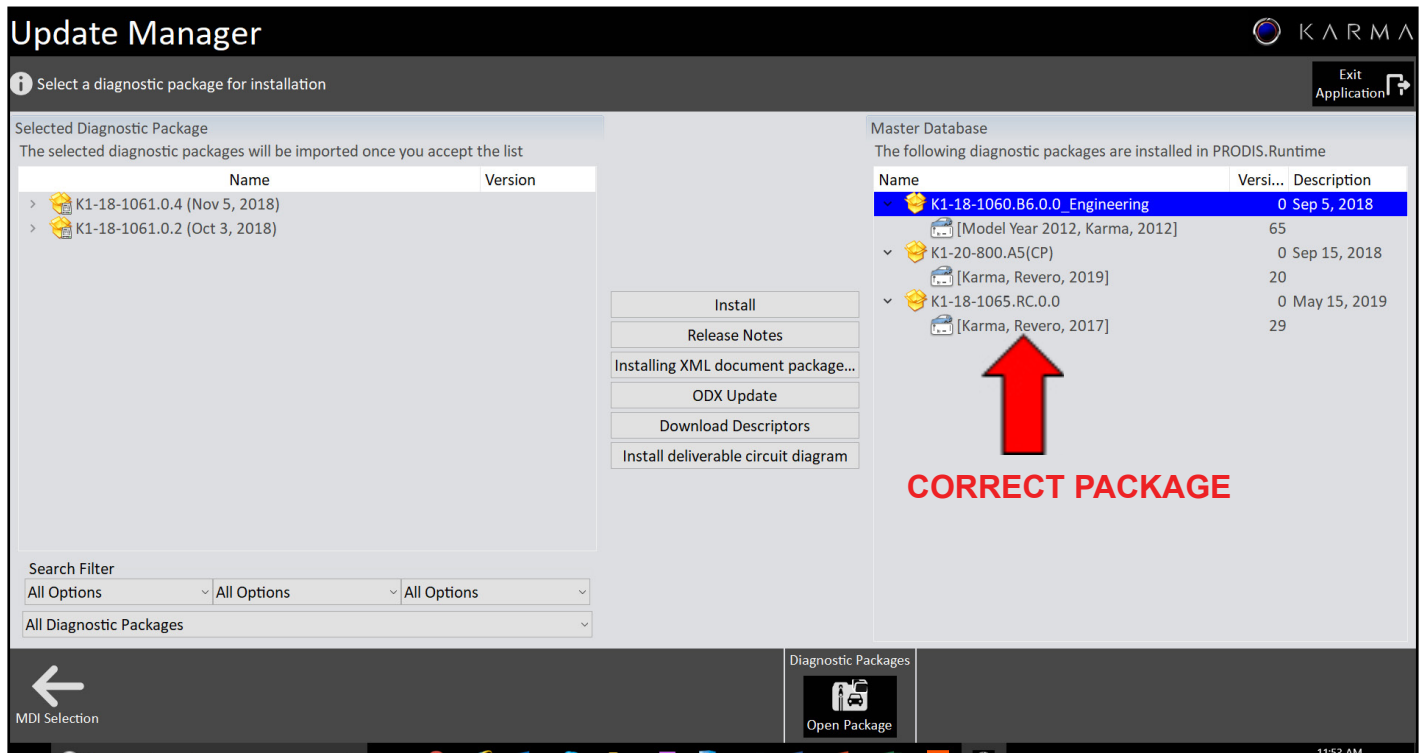 Update Manager
KARMA
Select a diagnostic package for installation
Exit
Application
Selected Diagnostic Package
The selected diagnostic packages will be imported once you accept the list
Name Version
K1-18-1061.0.4 (Nov 5, 2018)
K1-18-1061.0.2 (Oct 3, 2018)
Install
Release Notes
Installing XML document package...
ODX Update
Download Descriptors
Install deliverable circuit diagram
Master Database
The following diagnostic packages are installed in PRODIS.Runtime
Name Versi... Description
K1-18-1060.B6.0.0_Engineering 0 Sep 5, 2018
[Model Year 2012, Karma, 2012] 65
K1-20-800.A5(CP) 0 Sep 15, 2018
[Karma, Revero, 2019] 20
K1-18-1065.RC.0.0 0 May 15, 2019
[Karma, Revero, 2017] 29
CORRECT PACKAGE
Search Filter
All Options All Options All Options
All Diagnostic Packages
MDI Selection
Diagnostic Packages
Open Package
11:53 AM